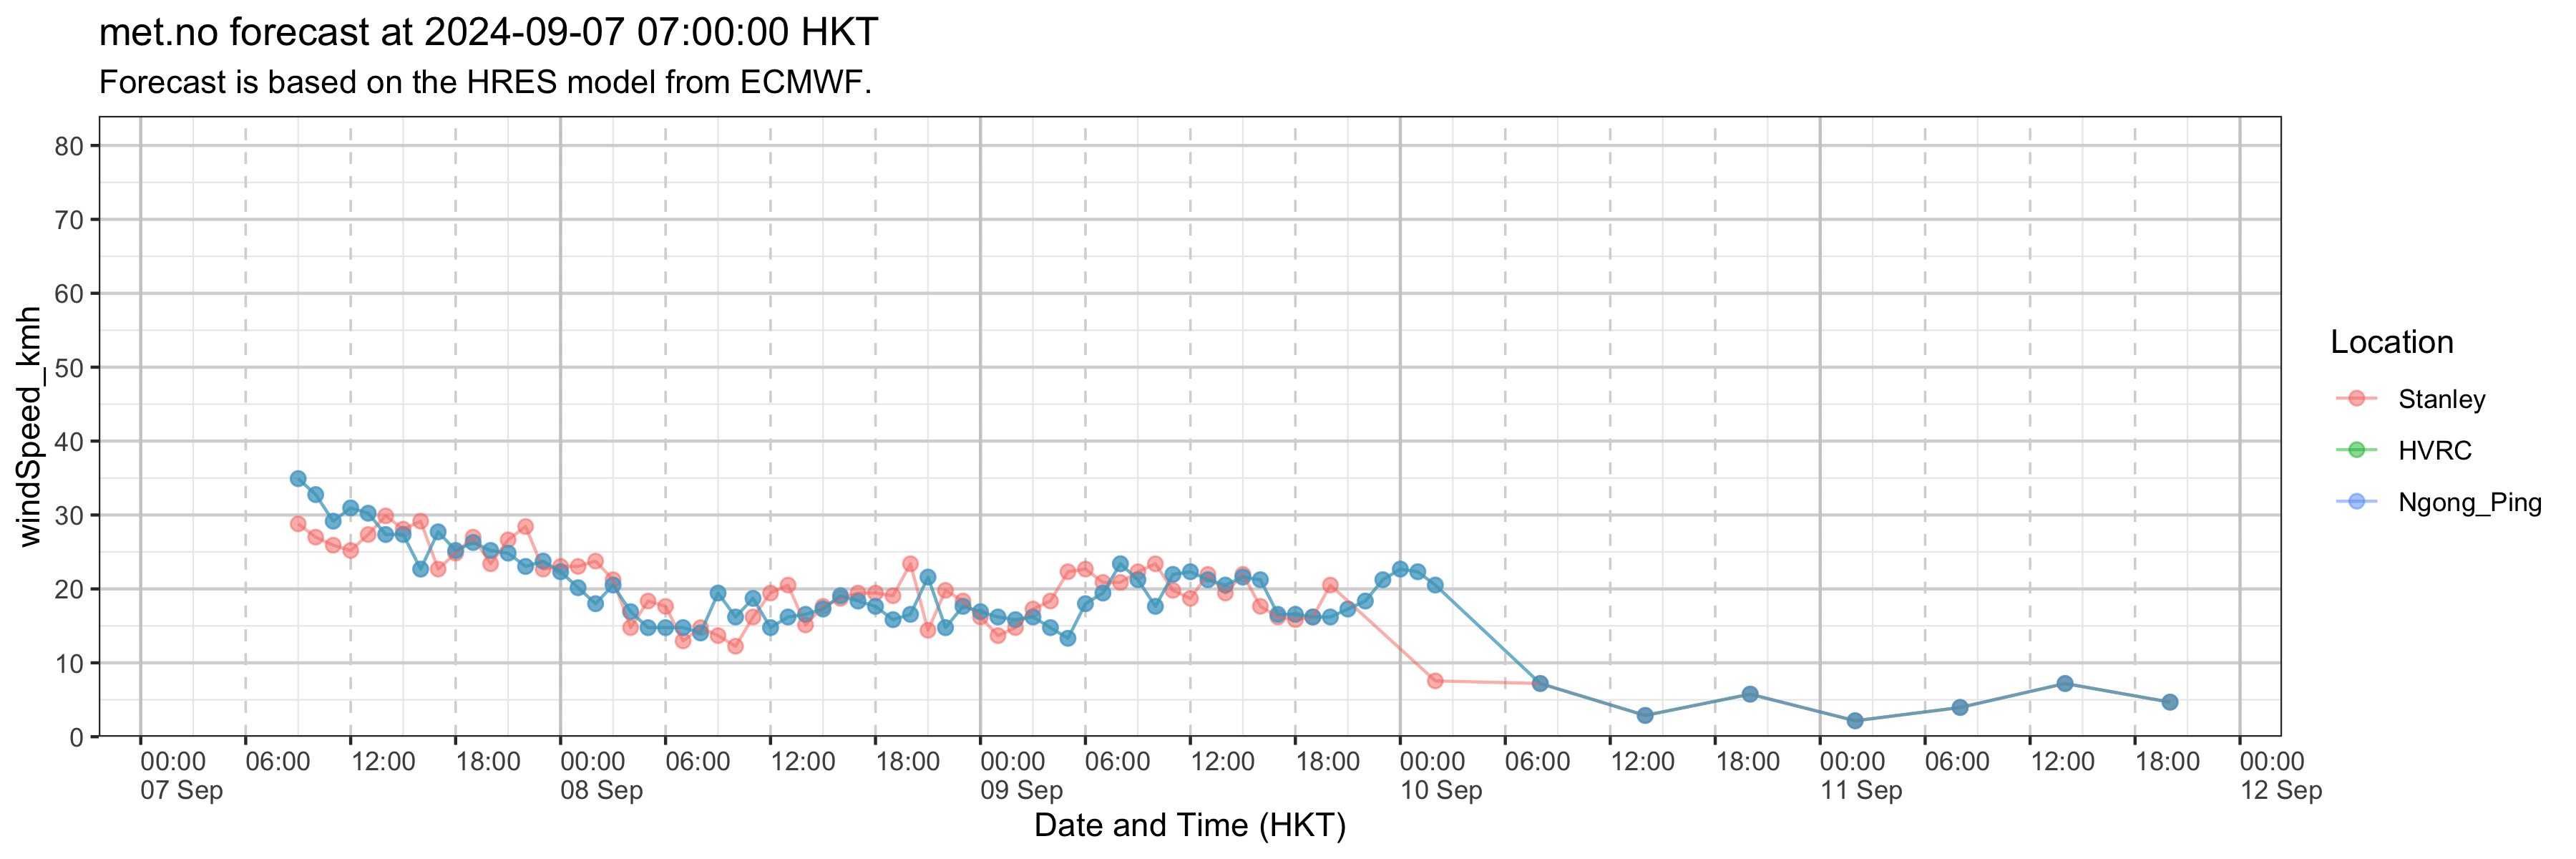 met.no forecast at 2024-09-07 07:00:00 HKT
Forecast is based on the HRES model from ECMWF.
windSpeed_kmh
80
70
60
50
40
30
20
10
0
00:00 06:00 12:00 18:00 00:00 06:00 12:00 18:00 00:00 06:00 12:00 18:00 00:00 06:00 12:00 18:00 00:00 06:00 12:00 18:00 00:00
07 Sep 08 Sep 09 Sep 10 Sep 11 Sep 12 Sep
Date and Time (HKT)
Location
Stanley
HVRC
Ngong_Ping